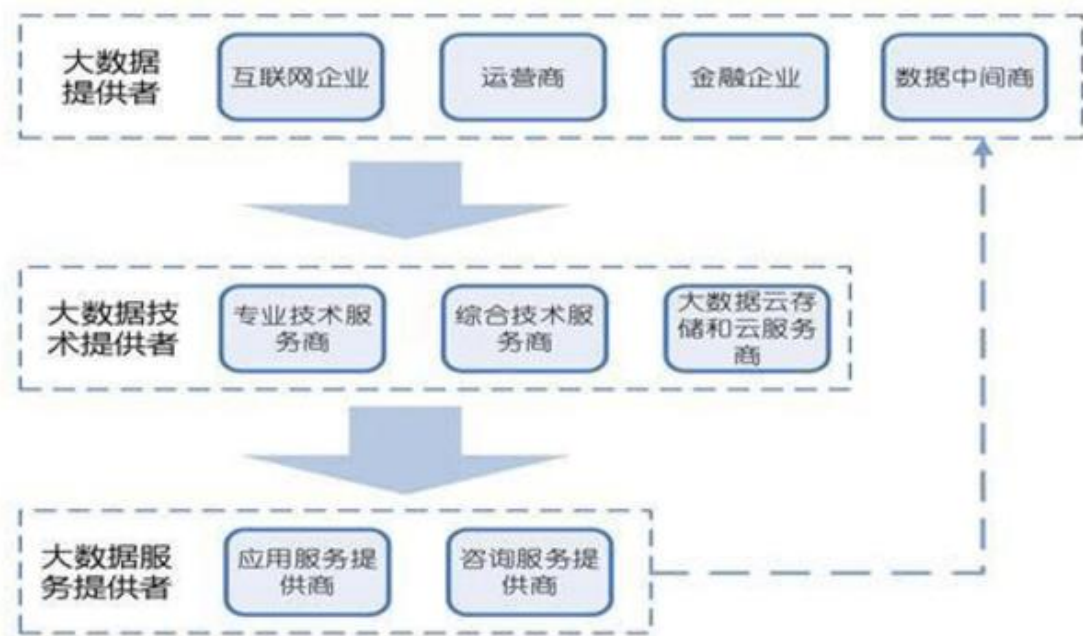 大数据
提供者
互联网企业
运营商
金融企业
数据中间商
大数据技
术提供者
专业技术服
务商
综合技术服
务商
大数据云存
储和云服务
商
大数据服
务提供者
应用服务提
供商
咨询服务提
供商